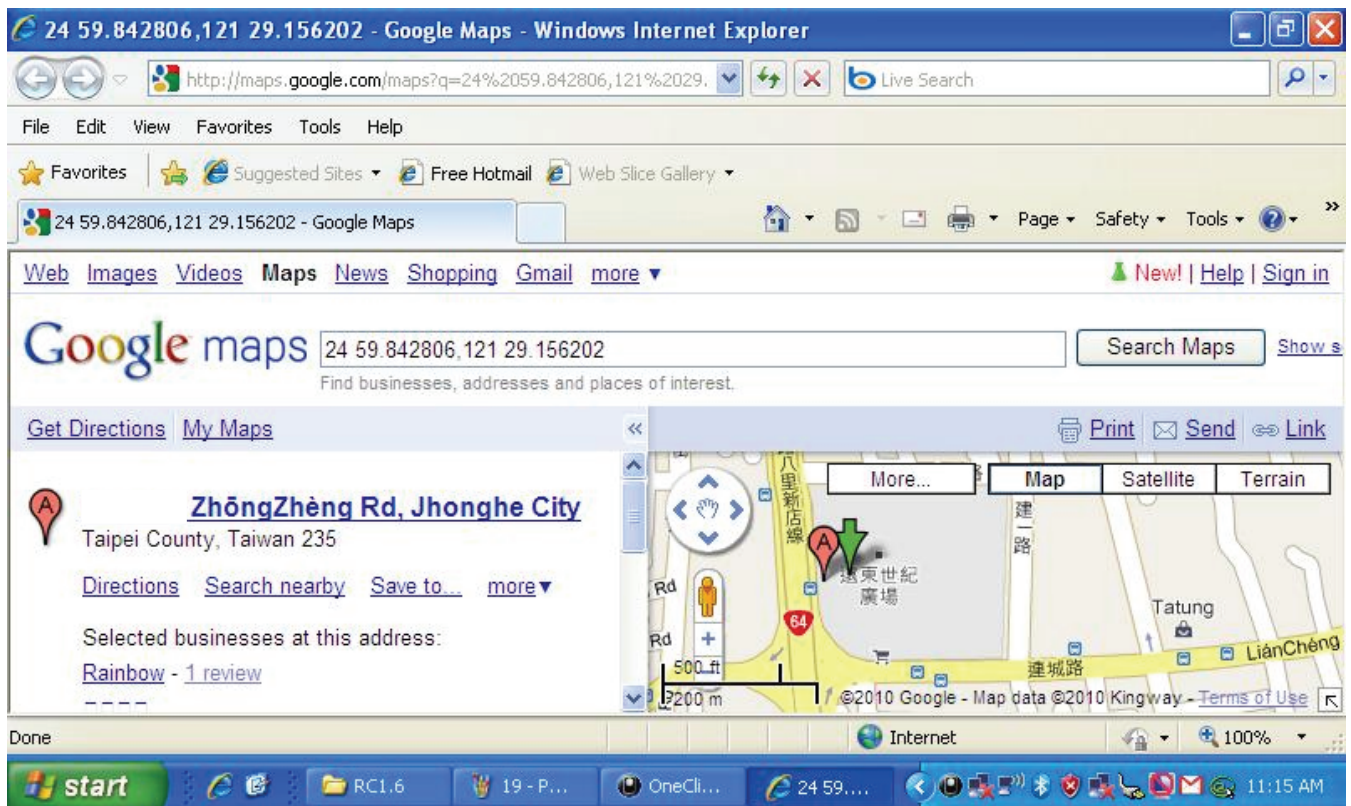 24 59.842806,121 29.156202 - Google Maps - Windows Internet Explorer
http://maps.google.com/maps?q=24%2059.842806,121%2029.
Live Search
File Edit View Favorites Tools Help
Favorites Suggested Sites Free Hotmail Web Slice Gallery
24 59.842806,121 29.156202 - Google Maps
Page Safety Tools »
Web Images Videos Maps News Shopping Gmail more ▼
New! | Help | Sign in
Google maps 24 59.842806,121 29.156202 Search Maps Show s
Find businesses, addresses and places of interest.
Get Directions My Maps «
Print Send Link
A ZhōngZhèng Rd, Jhonghe City
Taipei County, Taiwan 235
Directions Search nearby Save to... more▼
Selected businesses at this address:
Rainbow - 1 review
More... Map Satellite Terrain
八里新店線
建一路
A
遠東世紀
廣場
Rd
64
Tatung
Rd
LiánChéng
連城路
500 ft
200 m
©2010 Google - Map data ©2010 Kingway - Terms of Use
Done Internet 100%
start RC1.6 19 - P... OneCli... 24 59.... 11:15 AM